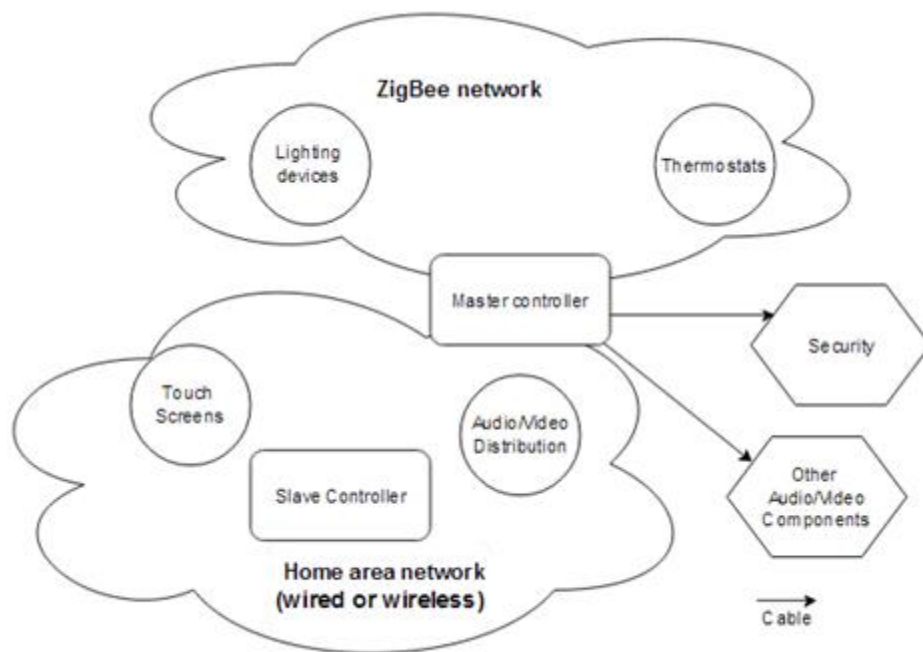 ZigBee network
Lighting
devices
Thermostats
Master controller
Security
Touch
Screens
Audio/Video
Distribution
Slave Controller
Other
Audio/Video
Components
Home area network
(wired or wireless)
Cable